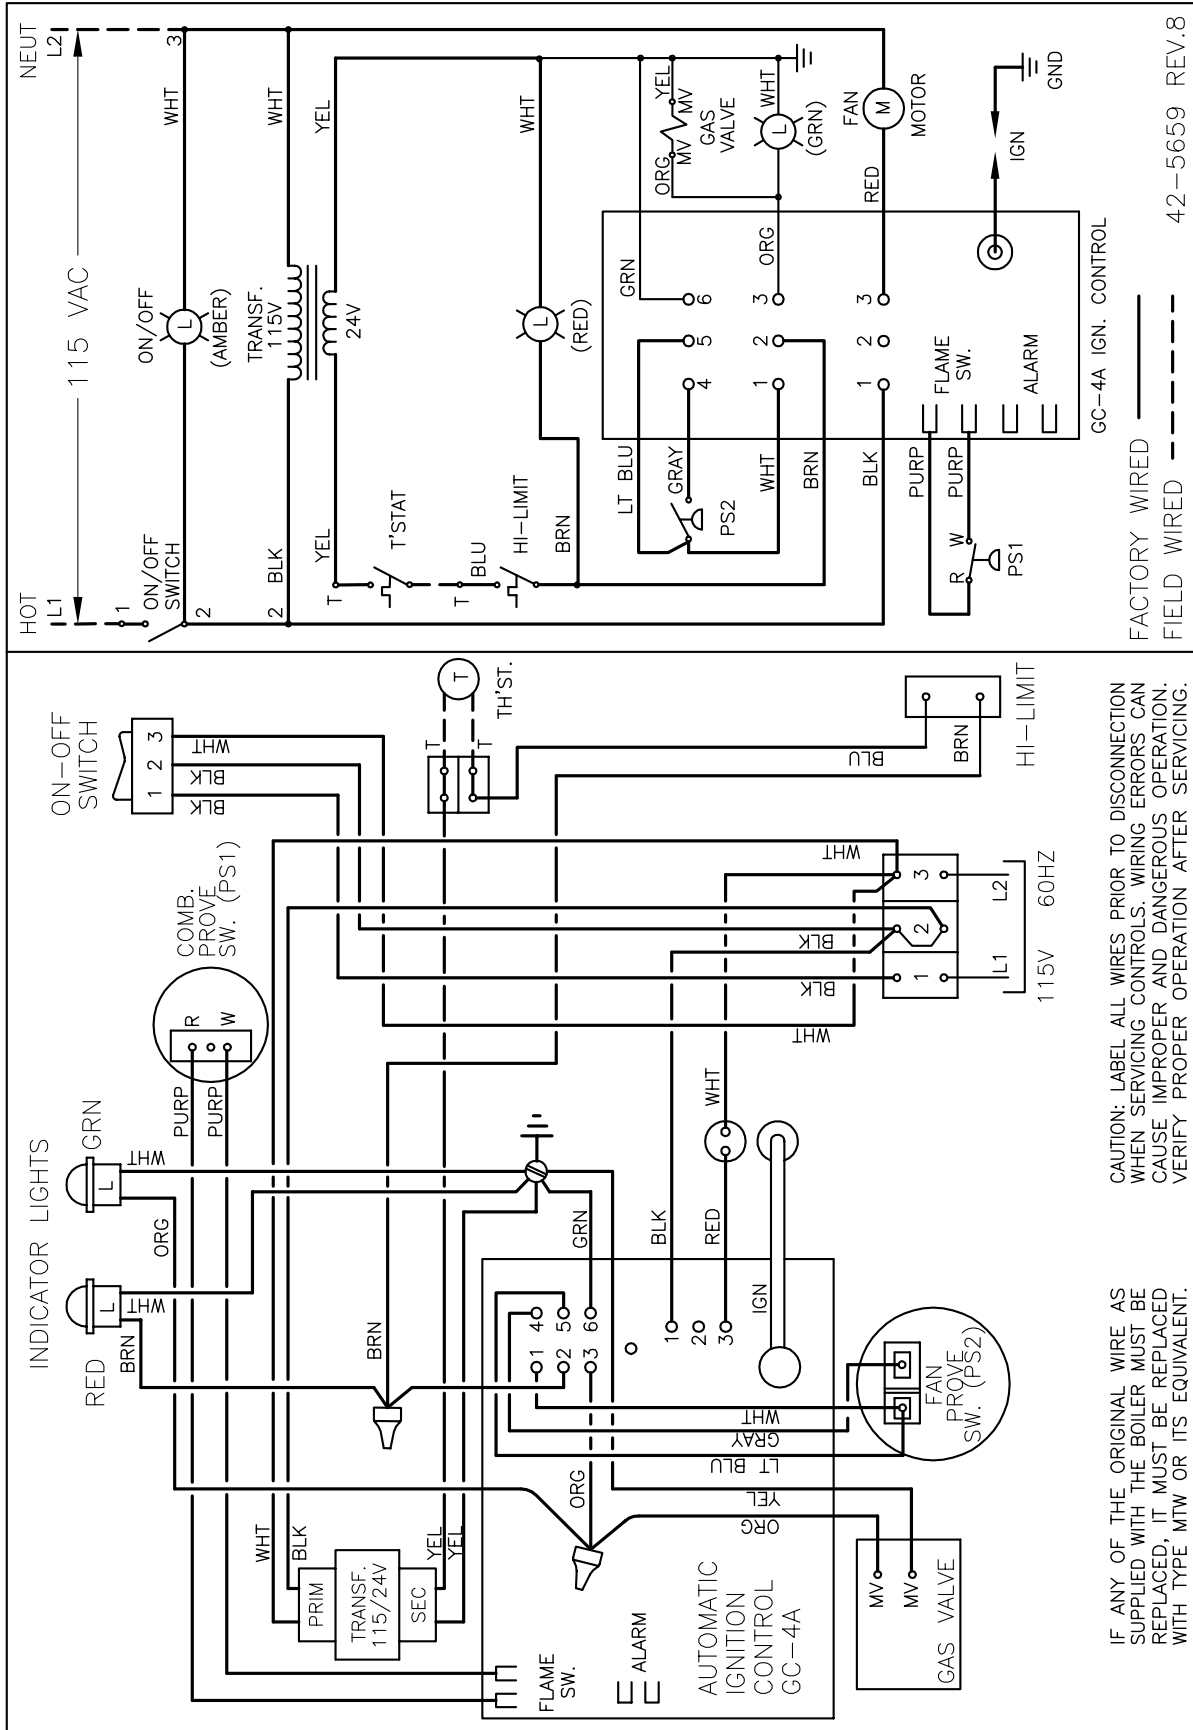 INDICATOR LIGHTS
RED
GRN
L
L
BRN
WHT
ORG
WHT
COMB.
PROVE
SW. (PS1)
R
W
PURP
PURP
ON-OFF
SWITCH
1 2 3
BLK
BLK
WHT
T
T
T
TH'ST.
WHT
BLK
PRIM
TRANSF.
115/24V
SEC
YEL
YEL
BRN
GRN
BLU
BRN
HI-LIMIT
WHT
BLK
BLK
WHT
1 2 3
L1
L2
115V 60HZ
FLAME
SW.
ALARM
AUTOMATIC
IGNITION
CONTROL
GC-4A
ORG
1 4
2 5
3 6
1
2
3
BLK
RED
WHT
IGN
WHT
GRAY
LT BLU
YEL
ORG
FAN
PROVE
SW. (PS2)
MV
MV
GAS VALVE
IF ANY OF THE ORIGINAL WIRE AS
SUPPLIED WITH THE BOILER MUST BE
REPLACED, IT MUST BE REPLACED
WITH TYPE MTW OR ITS EQUIVALENT.
CAUTION: LABEL ALL WIRES PRIOR TO DISCONNECTION
WHEN SERVICING CONTROLS. WIRING ERRORS CAN
CAUSE IMPROPER AND DANGEROUS OPERATION.
VERIFY PROPER OPERATION AFTER SERVICING.
HOT
L1
115 VAC
NEUT
L2
1
ON/OFF
SWITCH
2
ON/OFF
L
(AMBER)
WHT
3
2
BLK
TRANSF.
115V
WHT
24V
YEL
YEL
T
T'STAT
T
BLU
HI-LIMIT
BRN
L
(RED)
WHT
LT BLU
GRAY
PS2
WHT
BRN
BLK
4 5 6
1 2 3
1 2 3
GRN
ORG
ORG
MV
MV
YEL
GAS
VALVE
L
(GRN)
WHT
RED
FAN
M
MOTOR
PURP
PURP
R
W
PS1
FLAME
SW.
ALARM
IGN
GND
GC-4A IGN. CONTROL
FACTORY WIRED
FIELD WIRED
42-5659 REV.8